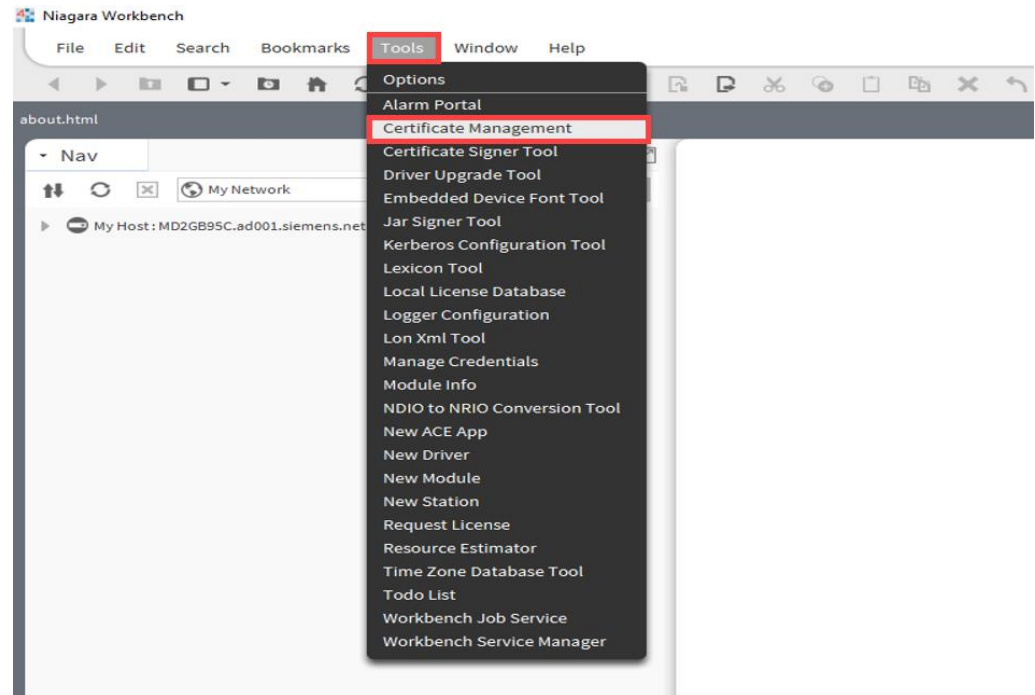 Niagara Workbench
File Edit Search Bookmarks Tools Window Help
about.html
Nav
My Network
My Host : MD2GB95C.ad001.siemens.net
Options
Alarm Portal
Certificate Management
Certificate Signer Tool
Driver Upgrade Tool
Embedded Device Font Tool
Jar Signer Tool
Kerberos Configuration Tool
Lexicon Tool
Local License Database
Logger Configuration
Lon Xml Tool
Manage Credentials
Module Info
NDIO to NRIO Conversion Tool
New ACE App
New Driver
New Module
New Station
Request License
Resource Estimator
Time Zone Database Tool
Todo List
Workbench Job Service
Workbench Service Manager